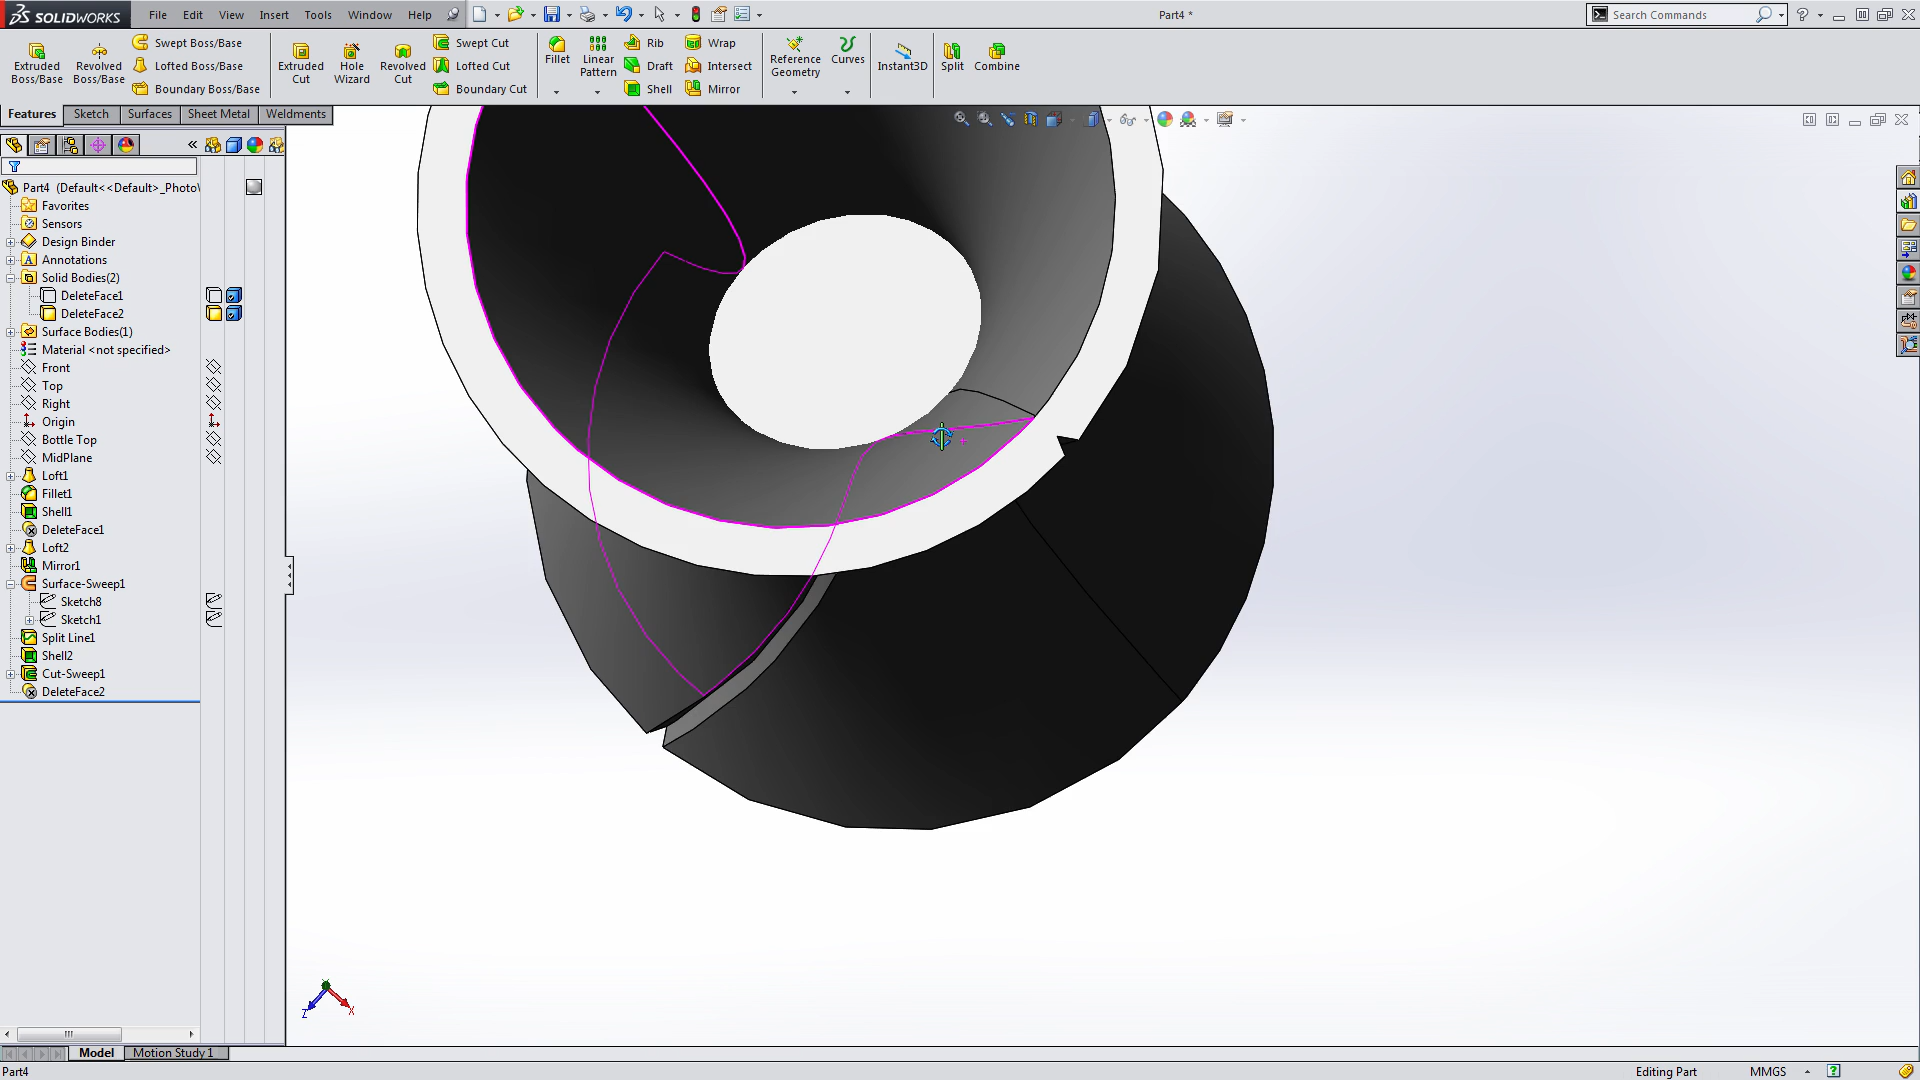 SOLIDWORKS File Edit View Insert Tools Window Help Part4 * Search Commands
Extruded Boss/Base
Revolved Boss/Base
Swept Boss/Base
Lofted Boss/Base
Boundary Boss/Base
Extruded Cut
Hole Wizard
Revolved Cut
Swept Cut
Lofted Cut
Boundary Cut
Fillet
Linear Pattern
Rib
Draft
Shell
Wrap
Intersect
Mirror
Reference Geometry
Curves
Instant3D
Split
Combine
Features Sketch Surfaces Sheet Metal Weldments
Part4 (Default<<Default>_Photo
Favorites
Sensors
Design Binder
Annotations
Solid Bodies(2)
DeleteFace1
DeleteFace2
Surface Bodies(1)
Material <not specified>
Front
Top
Right
Origin
Bottle Top
MidPlane
Loft1
Fillet1
Shell1
DeleteFace1
Loft2
Mirror1
Surface-Sweep1
Sketch8
Sketch1
Split Line1
Shell2
Cut-Sweep1
DeleteFace2
Z X
Model Motion Study 1
Part4 Editing Part MMGS